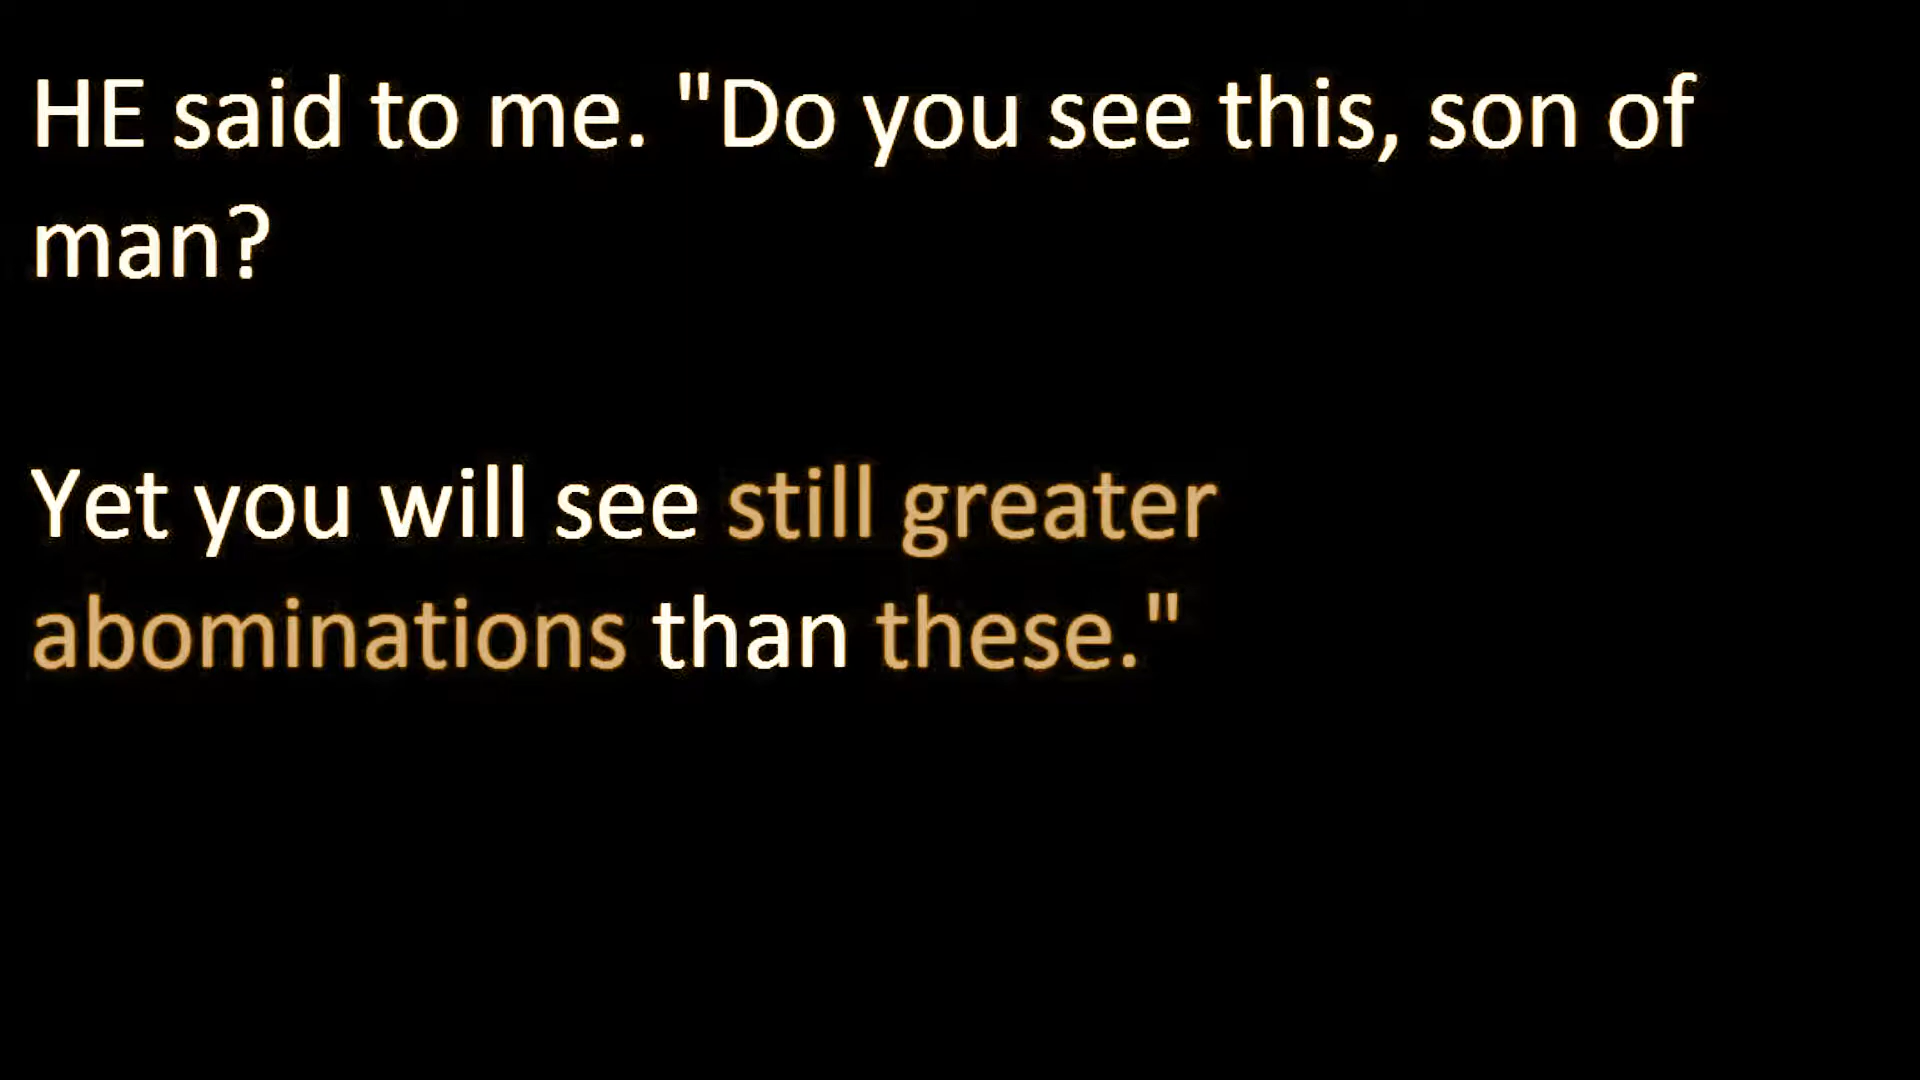 HE said to me. "Do you see this, son of
man?
Yet you will see still greater
abominations than these."